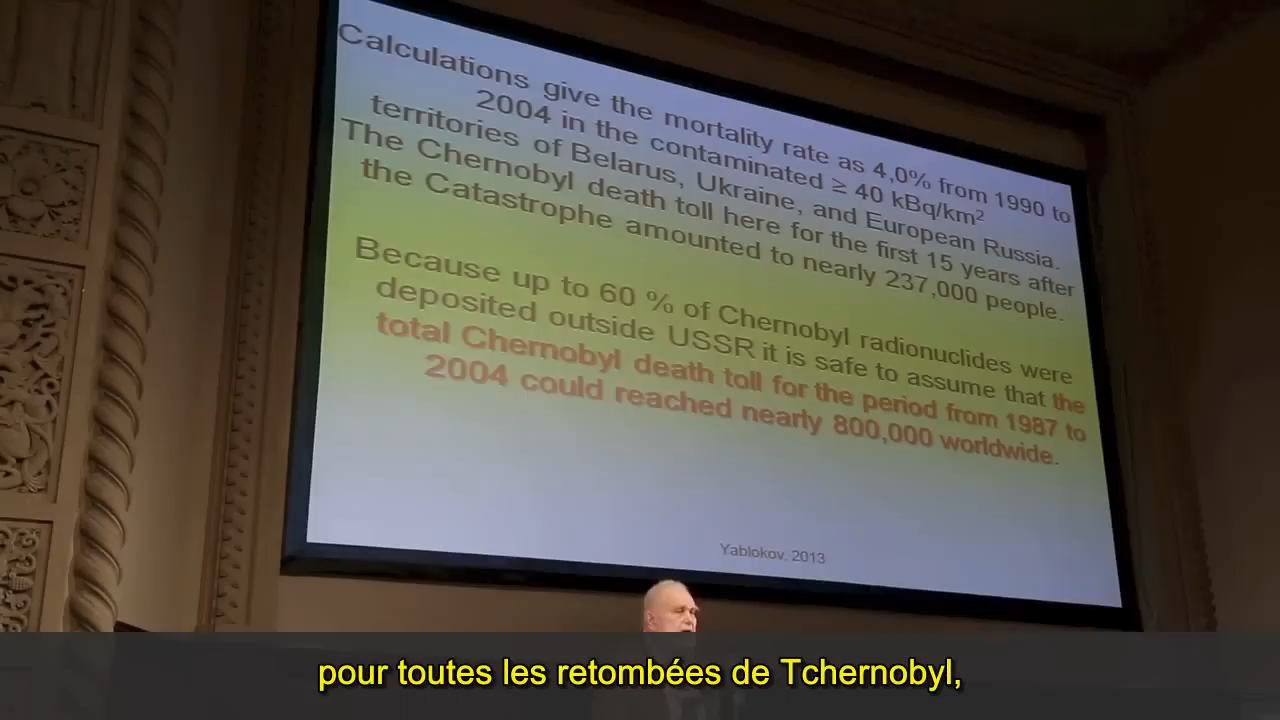 Calculations give the mortality rate as 4,0% from 1990 to
2004 in the contaminated ≥ 40 kBq/km²
territories of Belarus, Ukraine, and European Russia.
The Chernobyl death toll here for the first 15 years after
the Catastrophe amounted to nearly 237,000 people.
Because up to 60 % of Chernobyl radionuclides were
deposited outside USSR it is safe to assume that the
total Chernobyl death toll for the period from 1987 to
2004 could reached nearly 800,000 worldwide.
Yablokov, 2013
pour toutes les retombées de Tchernobyl,